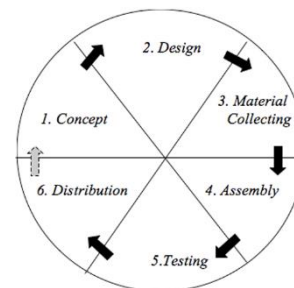 1. Concept
2. Design
3. Material
Collecting
4. Assembly
5.Testing
6. Distribution